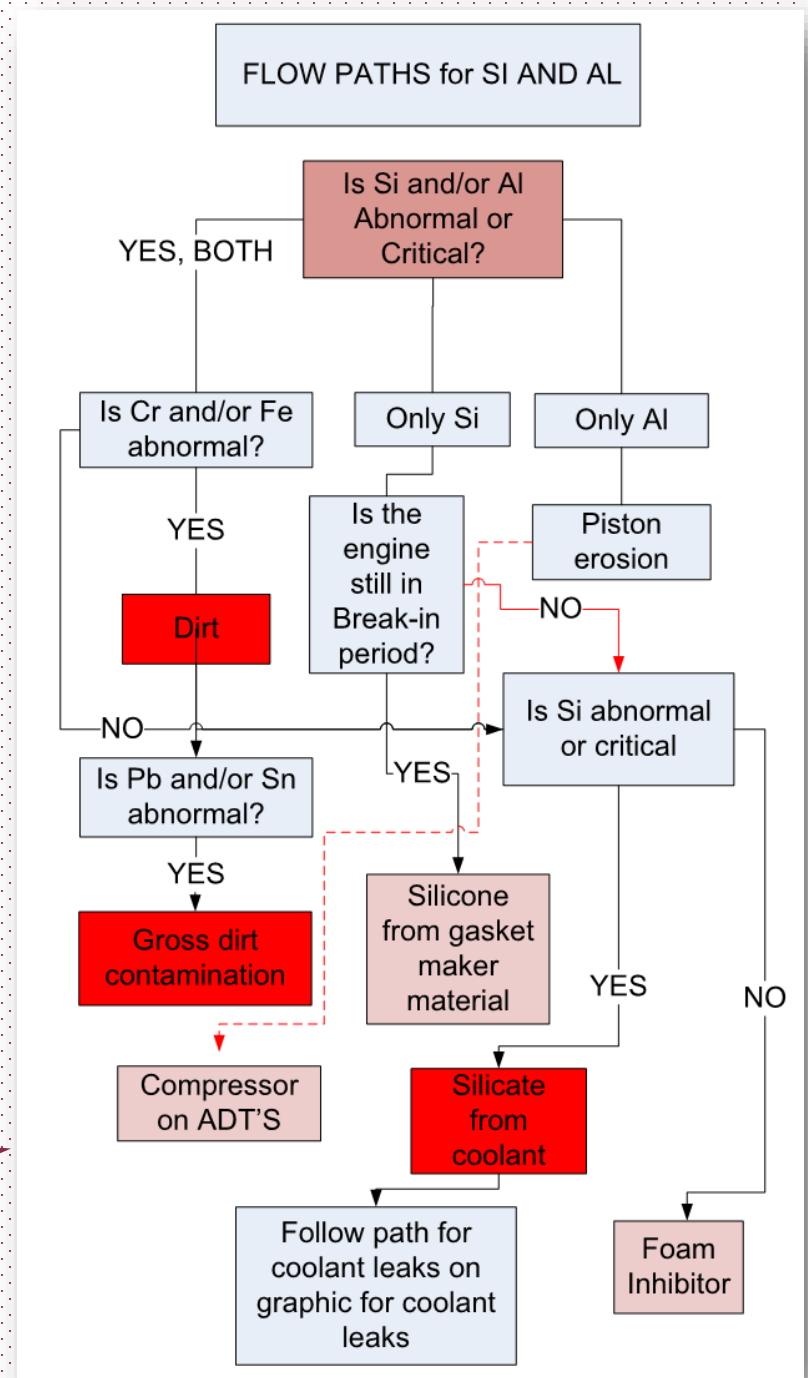 FLOW PATHS for SI AND AL
Is Si and/or Al
Abnormal or
Critical?
YES, BOTH
Is Cr and/or Fe
abnormal?
Only Si
Only Al
YES
Is the
engine
still in
Break-in
period?
Piston
erosion
NO
Dirt
NO
Is Si abnormal
or critical
Is Pb and/or Sn
abnormal?
YES
YES
Silicone
from gasket
maker
material
Gross dirt
contamination
YES
NO
Compressor
on ADT'S
Silicate
from
coolant
Follow path for
coolant leaks on
graphic for coolant
leaks
Foam
Inhibitor